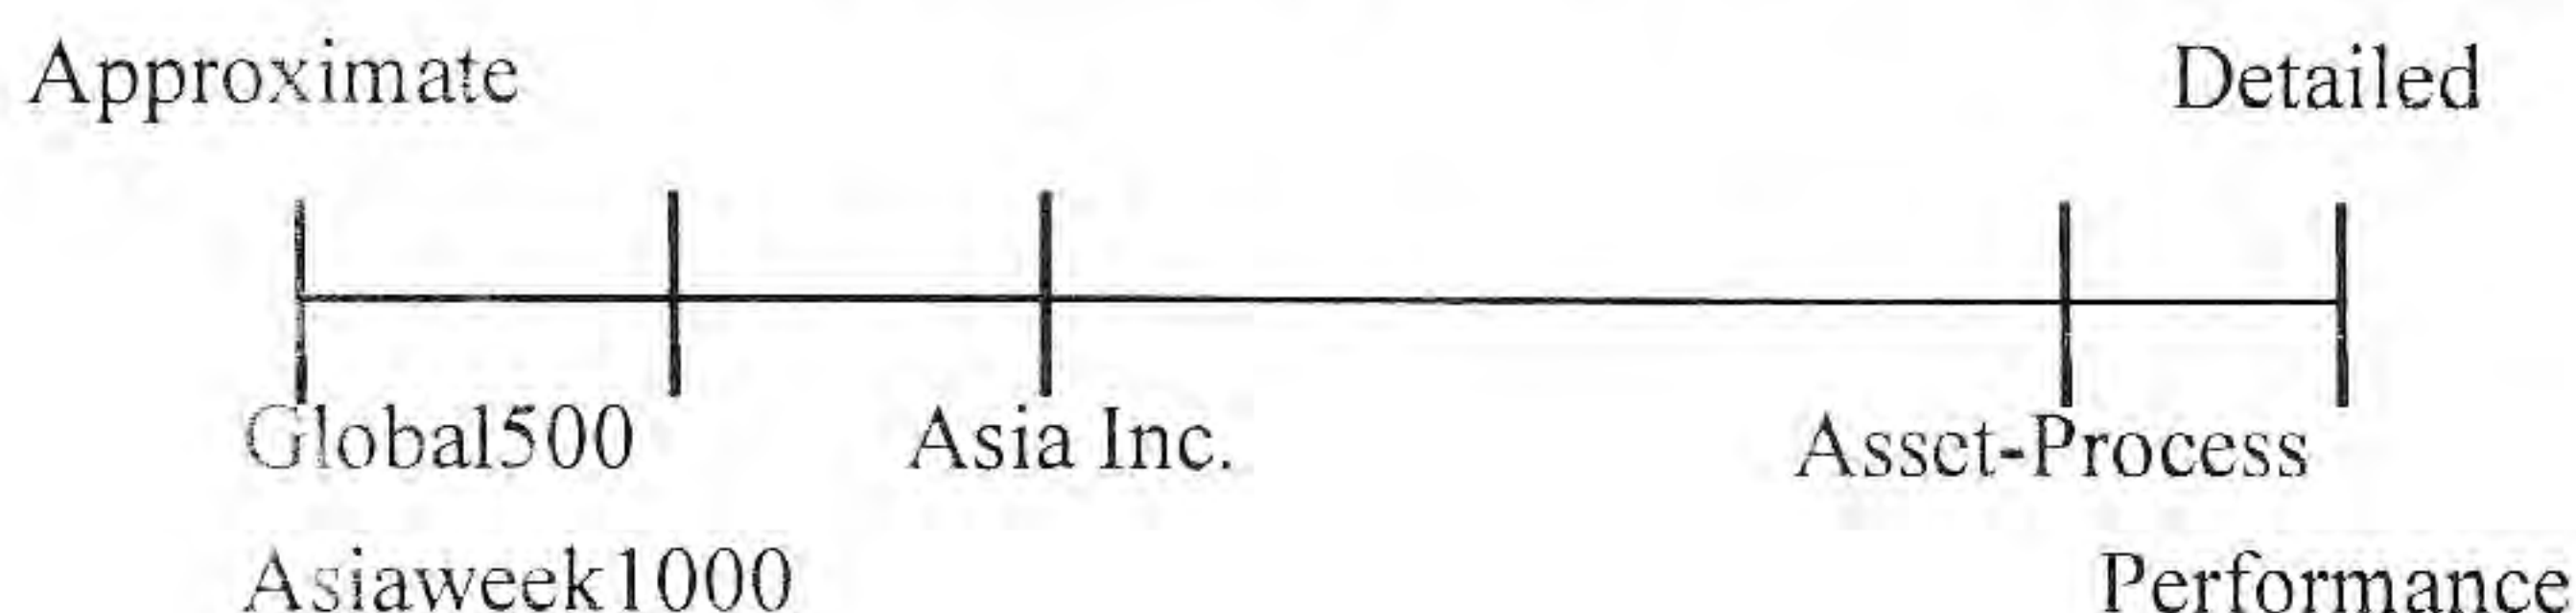 Approximate Detailed
Global500 Asia Inc. Asset-Process
Asiaweek1000 Performance